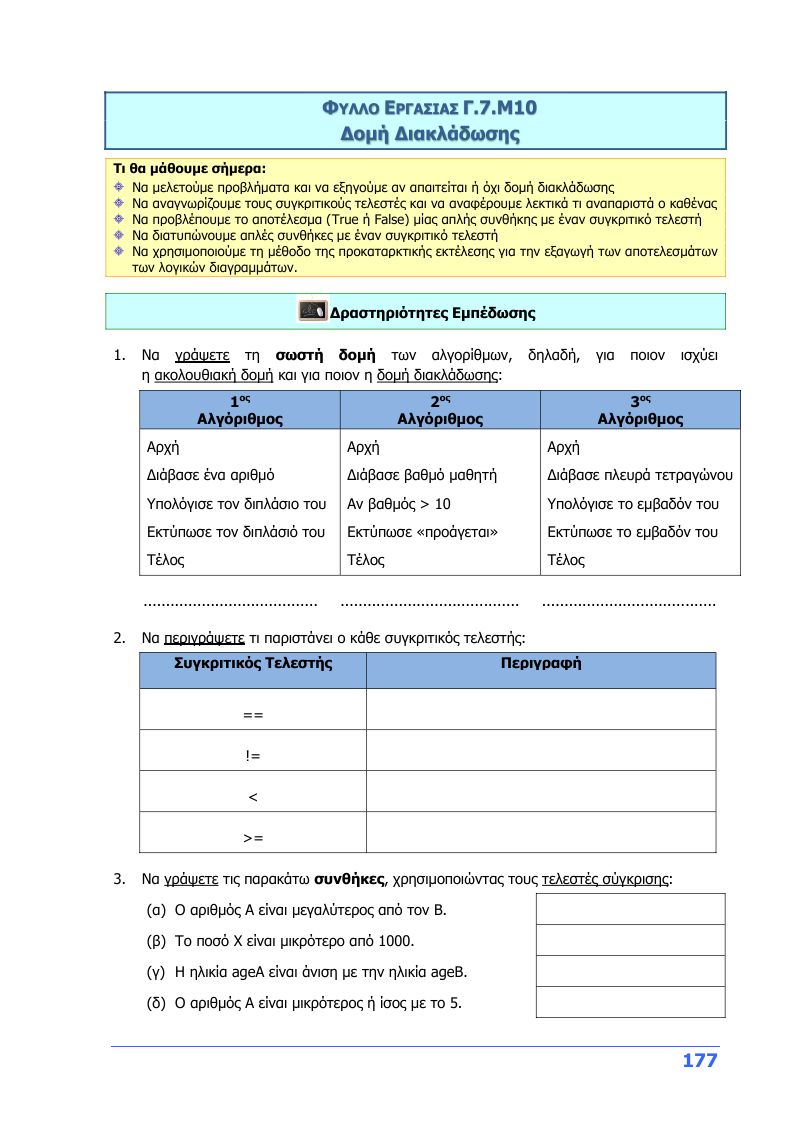 ΦΥΛΛΟ ΕΡΓΑΣΙΑΣ Γ.7.Μ10
Δομή Διακλάδωσης
Τι θα μάθουμε σήμερα:
Να μελετούμε προβλήματα και να εξηγούμε αν απαιτείται ή όχι δομή διακλάδωσης
Να αναγνωρίζουμε τους συγκριτικούς τελεστές και να αναφέρουμε λεκτικά τι αναπαριστά ο καθένας
Να προβλέπουμε το αποτέλεσμα (True ή False) μίας απλής συνθήκης με έναν συγκριτικό τελεστή
Να διατυπώνουμε απλές συνθήκες με έναν συγκριτικό τελεστή
Να χρησιμοποιούμε τη μέθοδο της προκαταρκτικής εκτέλεσης για την εξαγωγή των αποτελεσμάτων
των λογικών διαγραμμάτων.
Δραστηριότητες Εμπέδωσης
1. Να γράψετε τη σωστή δομή των αλγορίθμων, δηλαδή, για ποιον ισχύει
η ακολουθιακή δομή και για ποιον η δομή διακλάδωσης:
1ος 2ος 3ος
Αλγόριθμος Αλγόριθμος Αλγόριθμος
Αρχή Αρχή Αρχή
Διάβασε ένα αριθμό Διάβασε βαθμό μαθητή Διάβασε πλευρά τετραγώνου
Υπολόγισε τον διπλάσιο του Αν βαθμός > 10 Υπολόγισε το εμβαδόν του
Εκτύπωσε τον διπλασιό του Εκτύπωσε «προάγεται» Εκτύπωσε το εμβαδόν του
Τέλος Τέλος Τέλος
....................................... ........................................ .......................................
2. Να περιγράψετε τι παριστάνει ο κάθε συγκριτικός τελεστής:
Συγκριτικός Τελεστής Περιγραφή
==
!=
<
>=
3. Να γράψετε τις παρακάτω συνθήκες, χρησιμοποιώντας τους τελεστές σύγκρισης:
(α) Ο αριθμός Α είναι μεγαλύτερος από τον Β.
(β) Το ποσό Χ είναι μικρότερο από 1000.
(γ) Η ηλικία ageA είναι άνιση με την ηλικία ageB.
(δ) Ο αριθμός Α είναι μικρότερος ή ίσος με το 5.
177